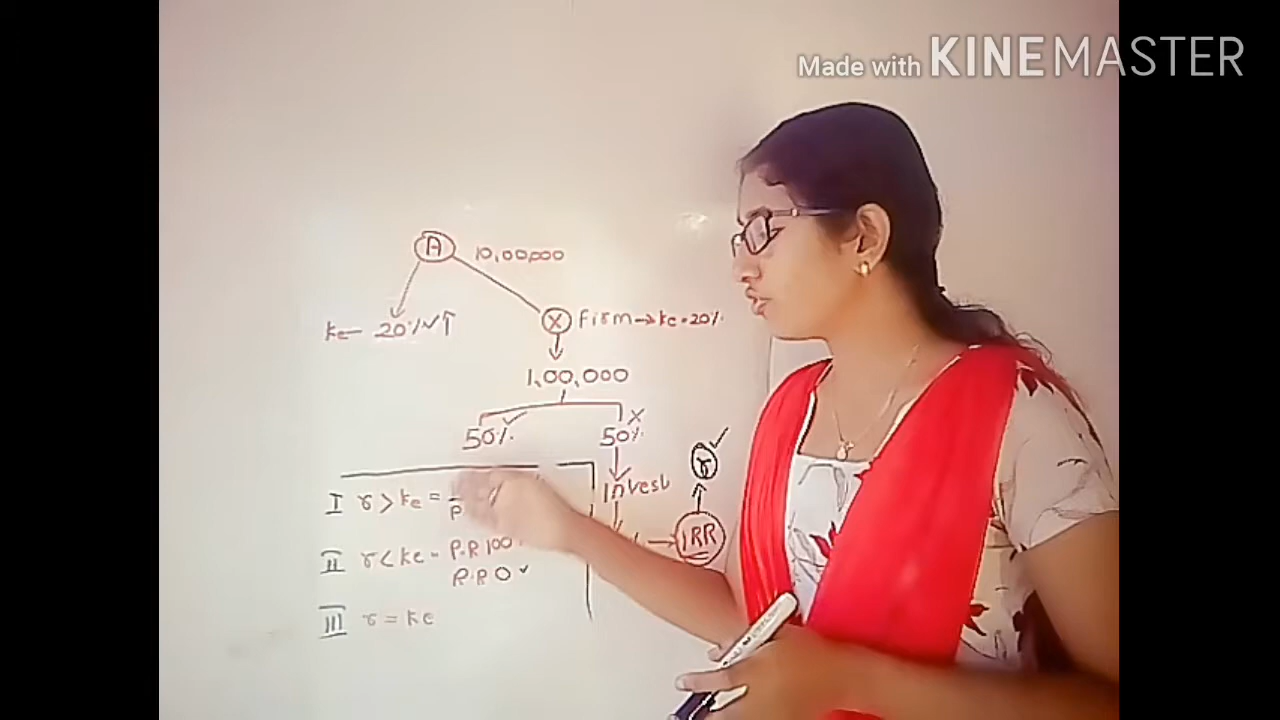 Made with KINEMASTER
A 10,00,000
ke— 20% ✓↑
X Firm → ke = 20%
1,00,000
50% ✓ 50% ×
r ✓
Invest
IRR
I r > ke =
P
II r < ke = P.R 100
R.R 0 ✓
III r = ke